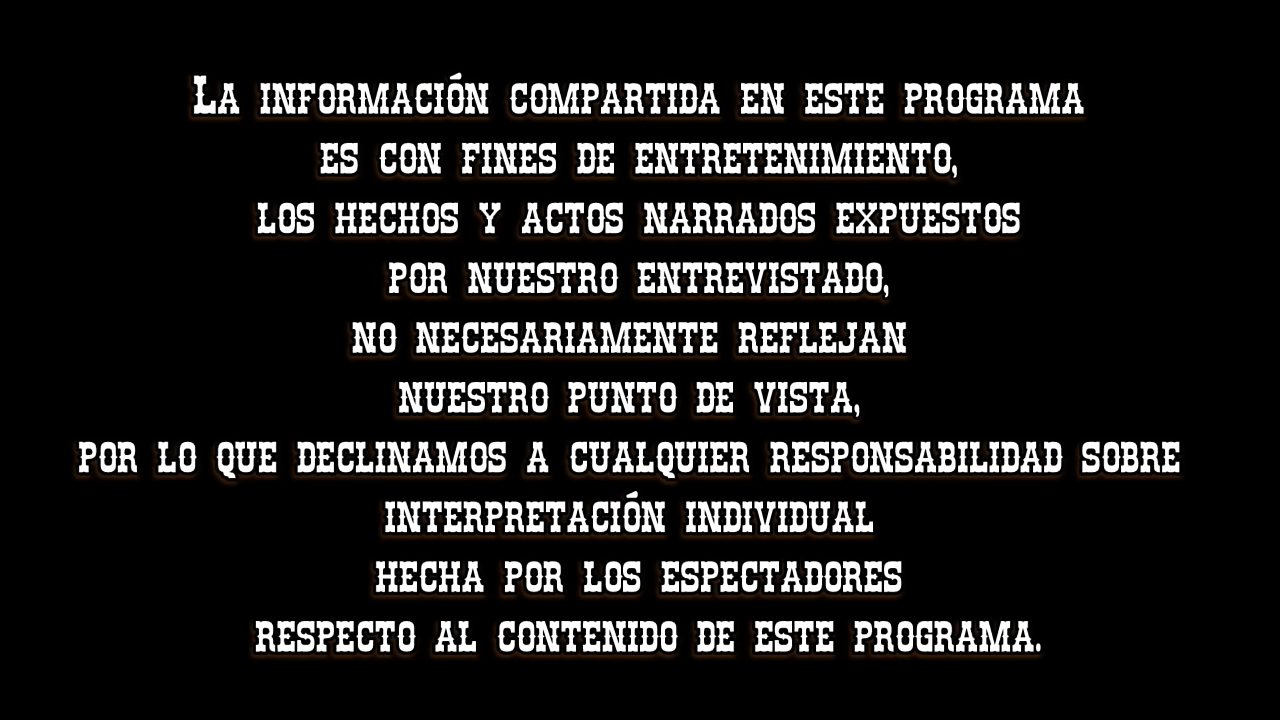 La información compartida en este programa
es con fines de entretenimiento,
los hechos y actos narrados expuestos
por nuestro entrevistado,
no necesariamente reflejan
nuestro punto de vista,
por lo que declinamos a cualquier responsabilidad sobre
interpretación individual
hecha por los espectadores
respecto al contenido de este programa.